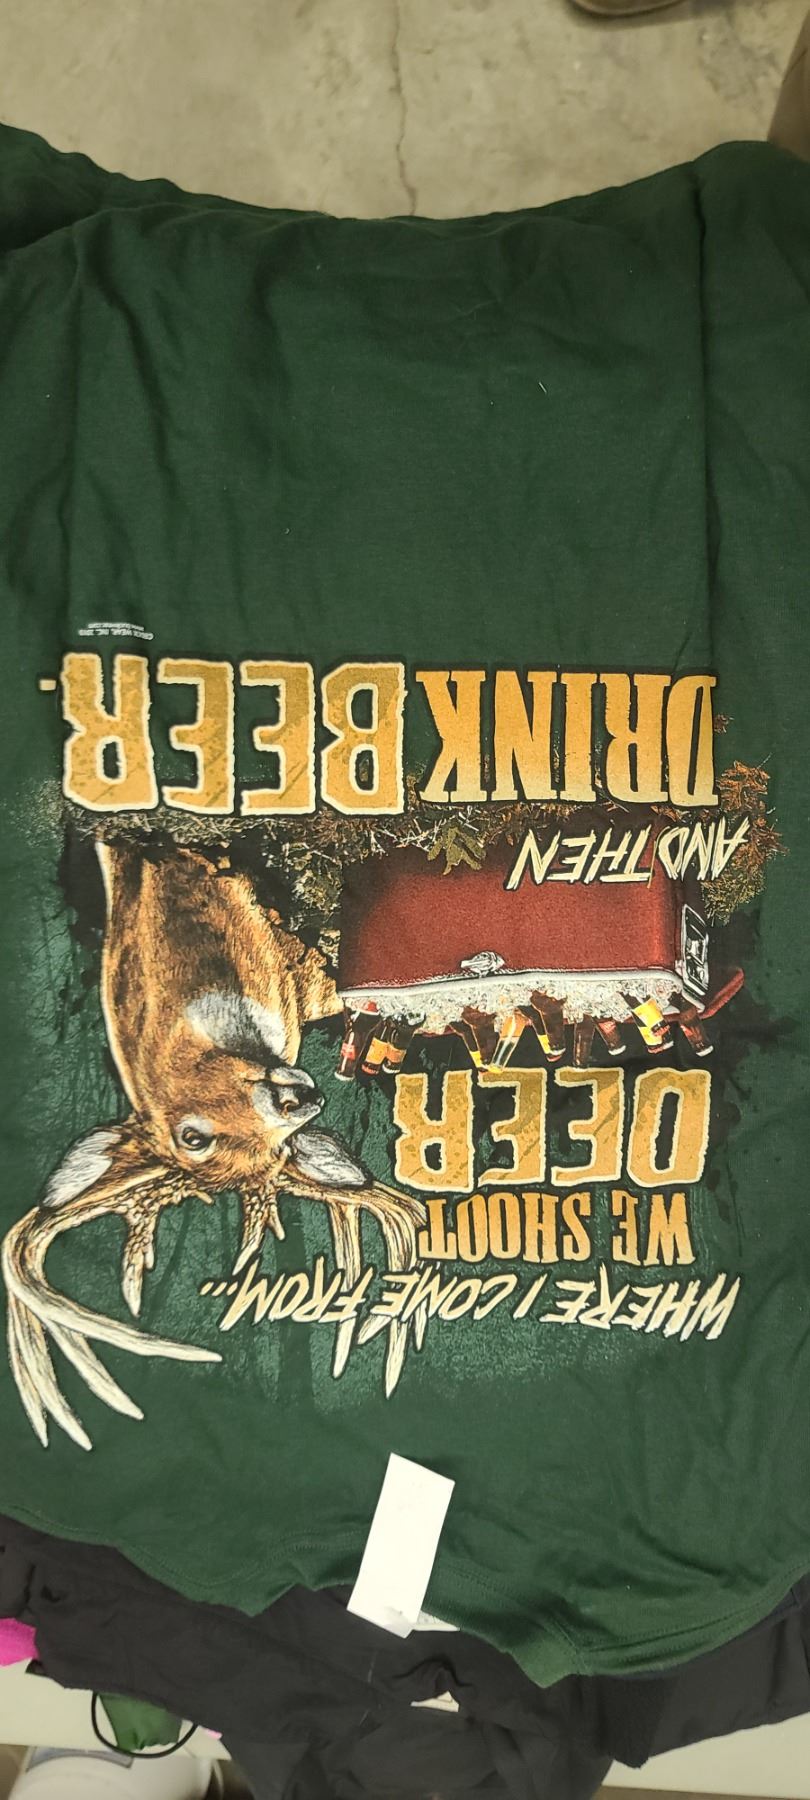 WHERE I COME FROM...
WE SHOOT
DEER
AND THEN
DRINK BEER.